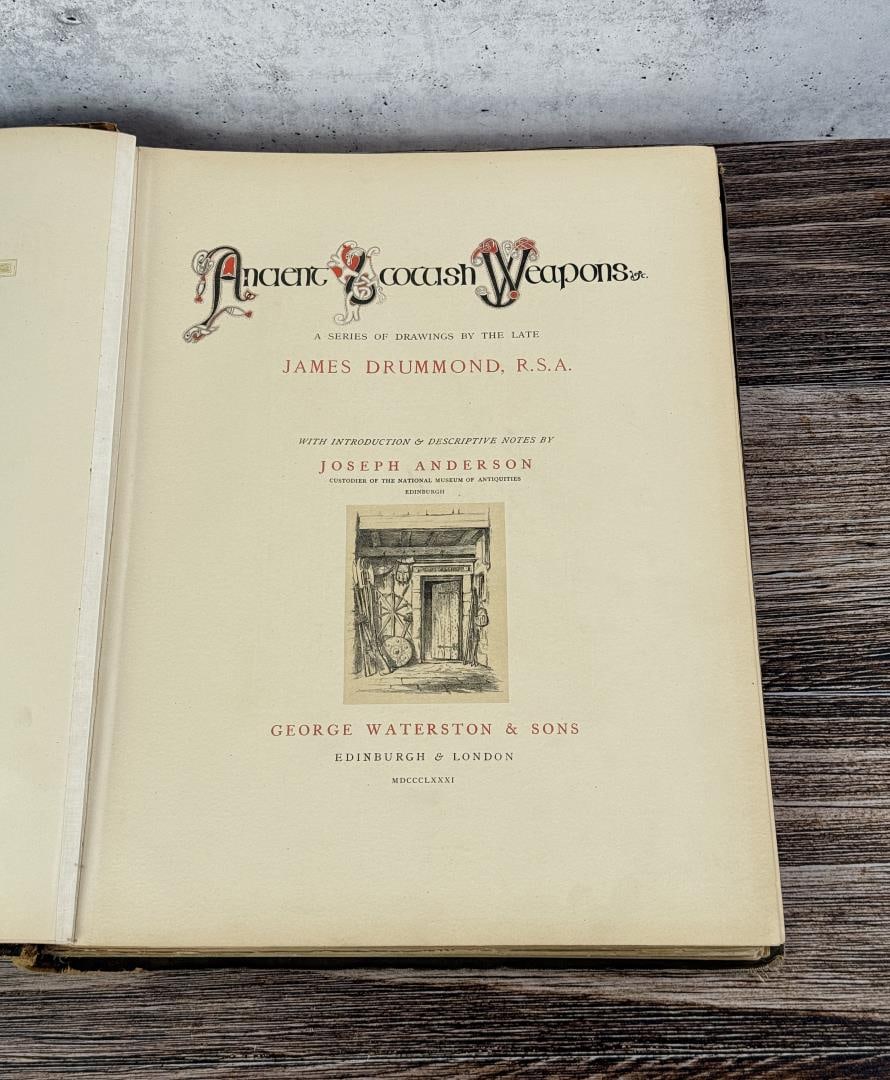 Ancient Scottish Weapons &c.
A SERIES OF DRAWINGS BY THE LATE
JAMES DRUMMOND, R.S.A.
WITH INTRODUCTION & DESCRIPTIVE NOTES BY
JOSEPH ANDERSON
CUSTODIER OF THE NATIONAL MUSEUM OF ANTIQUITIES
EDINBURGH
GEORGE WATERSTON & SONS
EDINBURGH & LONDON
MDCCCLXXXI